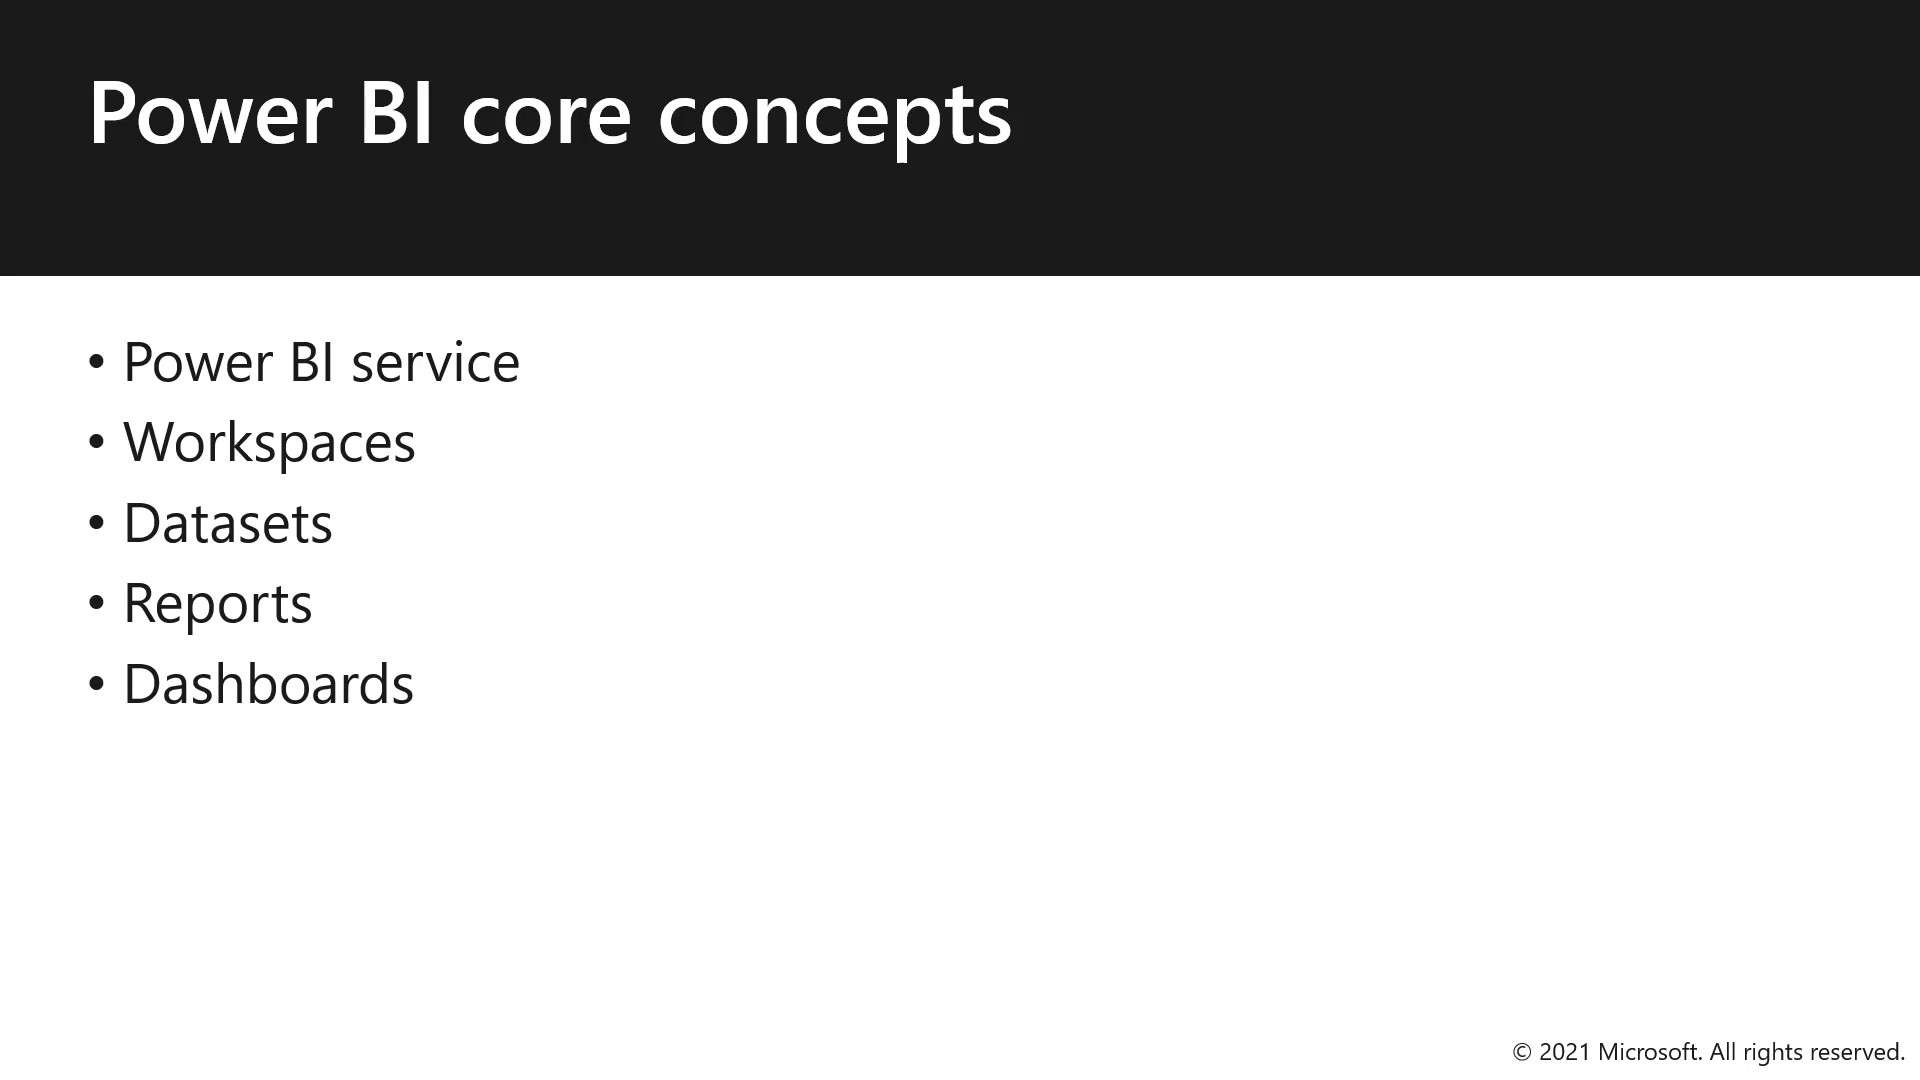 Power BI core concepts
• Power BI service
• Workspaces
• Datasets
• Reports
• Dashboards
© 2021 Microsoft. All rights reserved.